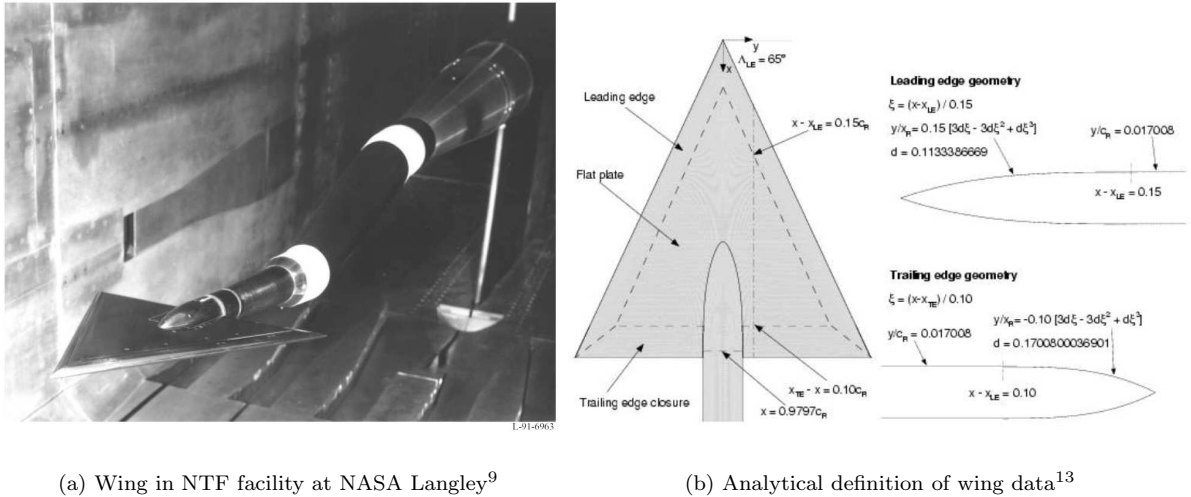 L-91-6963
y
Λ_LE = 65°
x
Leading edge
x - x_LE = 0.15c_R
Flat plate
x_TE - x = 0.10c_R
Trailing edge closure
x = 0.9797c_R
Leading edge geometry
ξ = (x-x_LE) / 0.15
y/x_R = 0.15 [3dξ - 3dξ² + dξ³]
d = 0.1133386669
y/c_R = 0.017008
x - x_LE = 0.15
Trailing edge geometry
ξ = (x-x_TE) / 0.10
y/x_R = -0.10 [3dξ - 3dξ² + dξ³]
y/c_R = 0.017008
d = 0.1700800036901
x - x_LE = 0.10
(a) Wing in NTF facility at NASA Langley⁹
(b) Analytical definition of wing data¹³